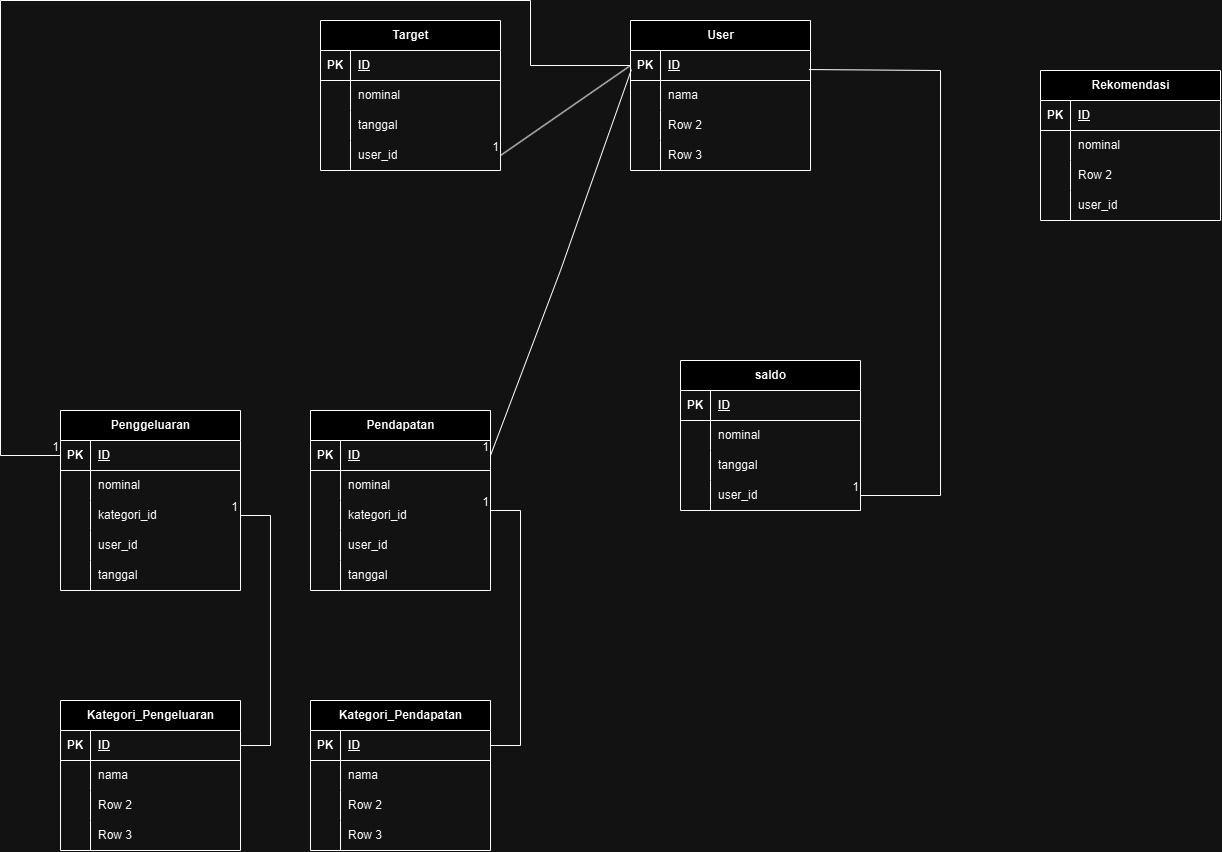 Target
PK ID
nominal
tanggal
user_id 1
User
PK ID
nama
Row 2
Row 3
Rekomendasi
PK ID
nominal
Row 2
user_id
saldo
PK ID
nominal
tanggal
user_id 1
Penggeluaran
1 PK ID
nominal
kategori_id 1
user_id
tanggal
Pendapatan
PK ID 1
nominal
kategori_id 1
user_id
tanggal
Kategori_Pengeluaran
PK ID
nama
Row 2
Row 3
Kategori_Pendapatan
PK ID
nama
Row 2
Row 3